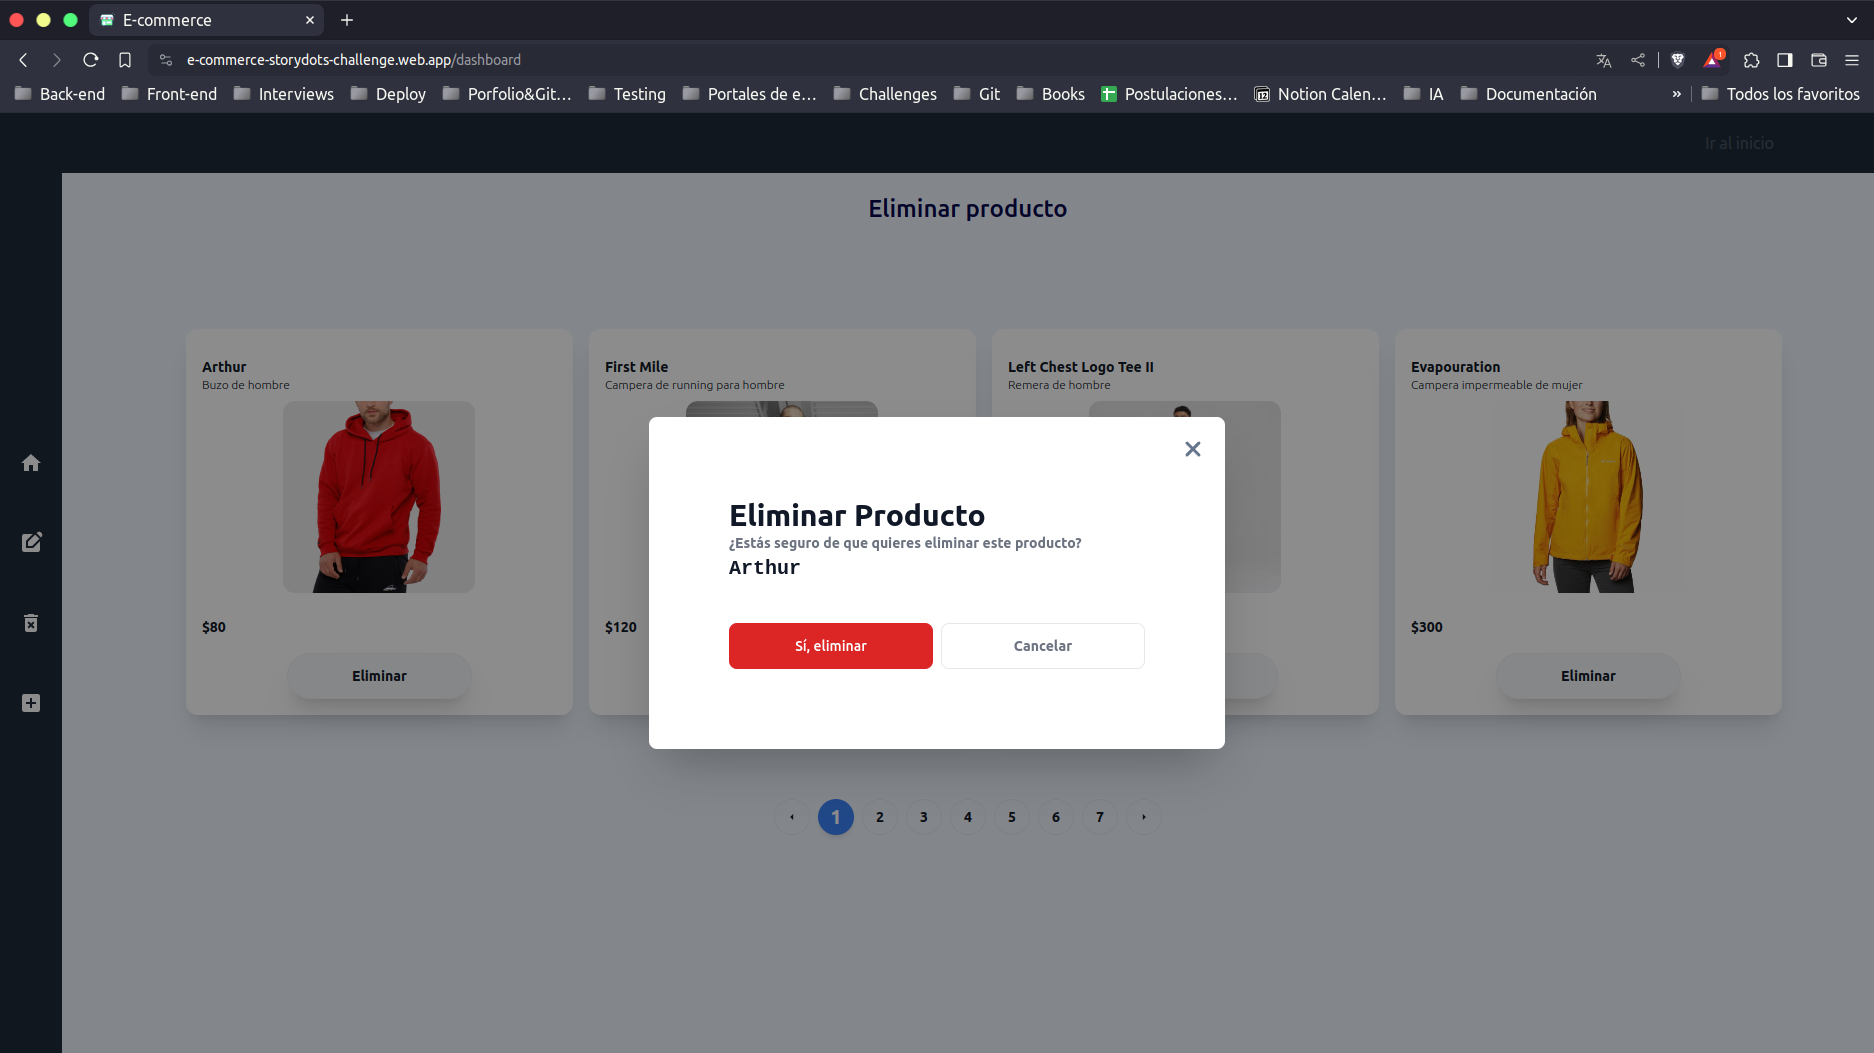 E-commerce
e-commerce-storydots-challenge.web.app/dashboard
1
Back-end Front-end Interviews Deploy Porfolio&Git... Testing Portales de e... Challenges Git Books Postulaciones... Notion Calen... IA Documentación » Todos los favoritos
Ir al inicio
Eliminar producto
Arthur
Buzo de hombre
$80
Eliminar
First Mile
Campera de running para hombre
$120
Left Chest Logo Tee II
Remera de hombre
Evapouration
Campera impermeable de mujer
$300
Eliminar
Eliminar Producto
¿Estás seguro de que quieres eliminar este producto?
Arthur
Sí, eliminar Cancelar
1 2 3 4 5 6 7